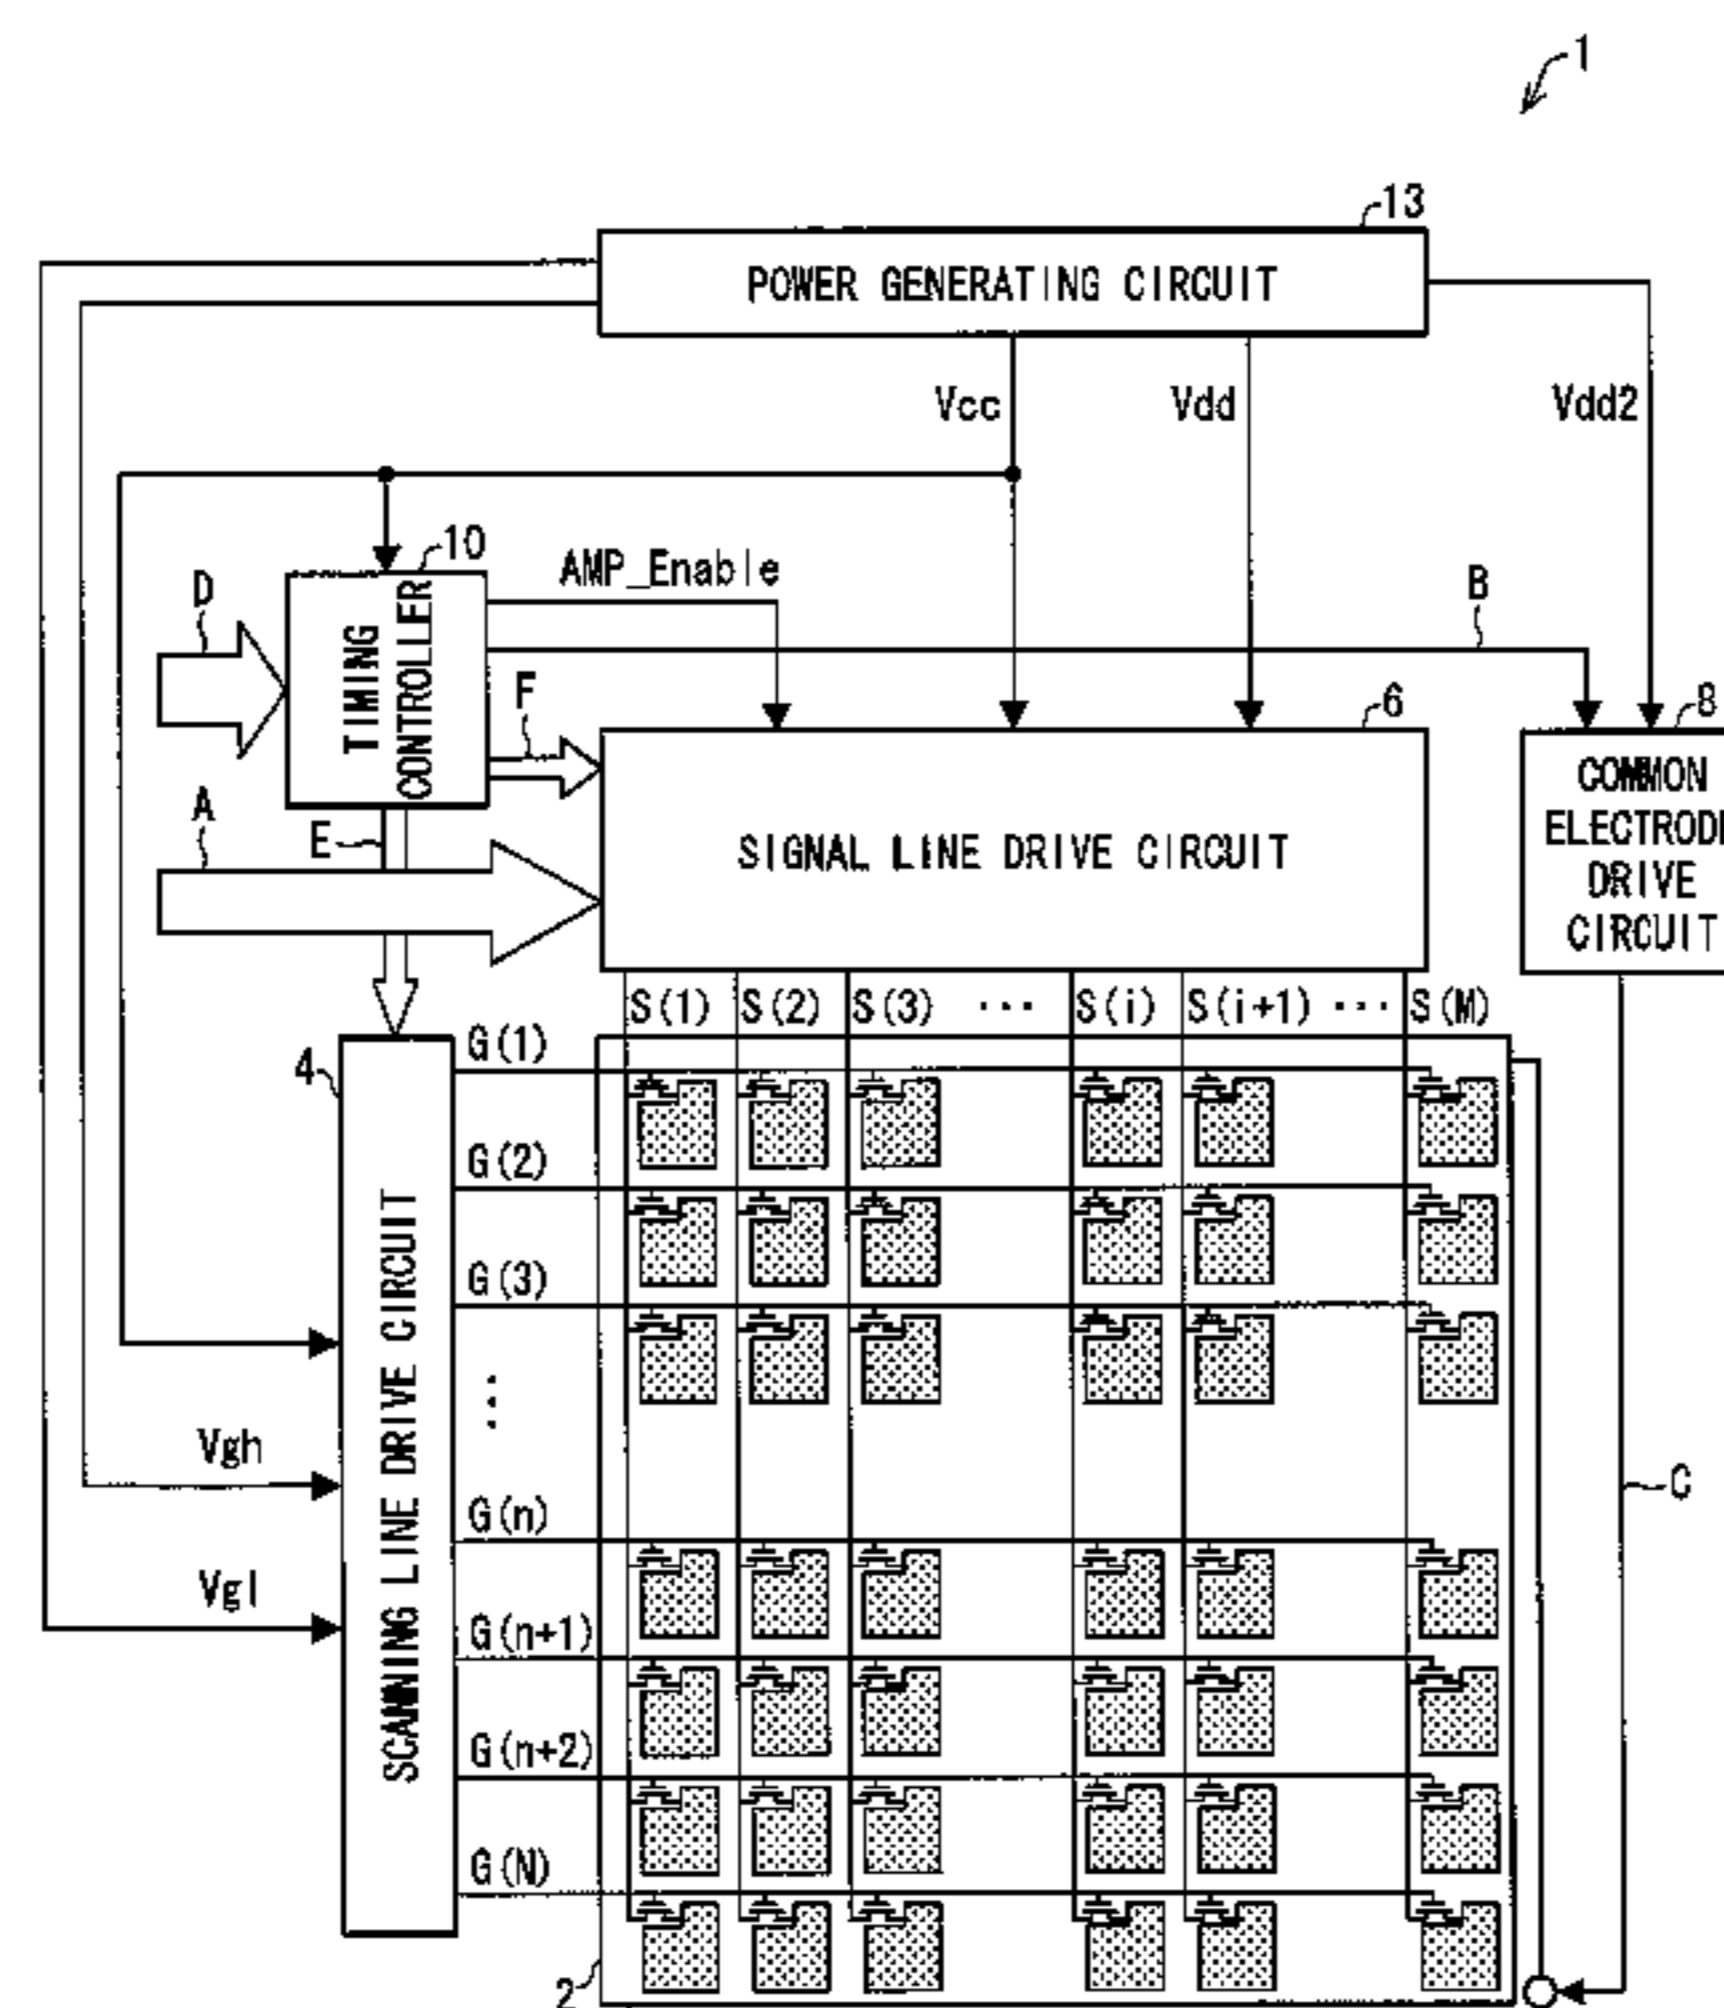 1
13
POWER GENERATING CIRCUIT
Vcc
Vdd
Vdd2
10
AMP_Enable
D
B
TIMING
CONTROLLER
F
6
8
A
E
SIGNAL LINE DRIVE CIRCUIT
COMMON
ELECTROD
DRIVE
CIRCUIT
S(1) S(2) S(3) ··· S(i) S(i+1) ··· S(M)
4
G(1)
G(2)
G(3)
⋮
SCANNING LINE DRIVE CIRCUIT
Vgh
G(n)
C
Vgl
G(n+1)
G(n+2)
G(N)
2